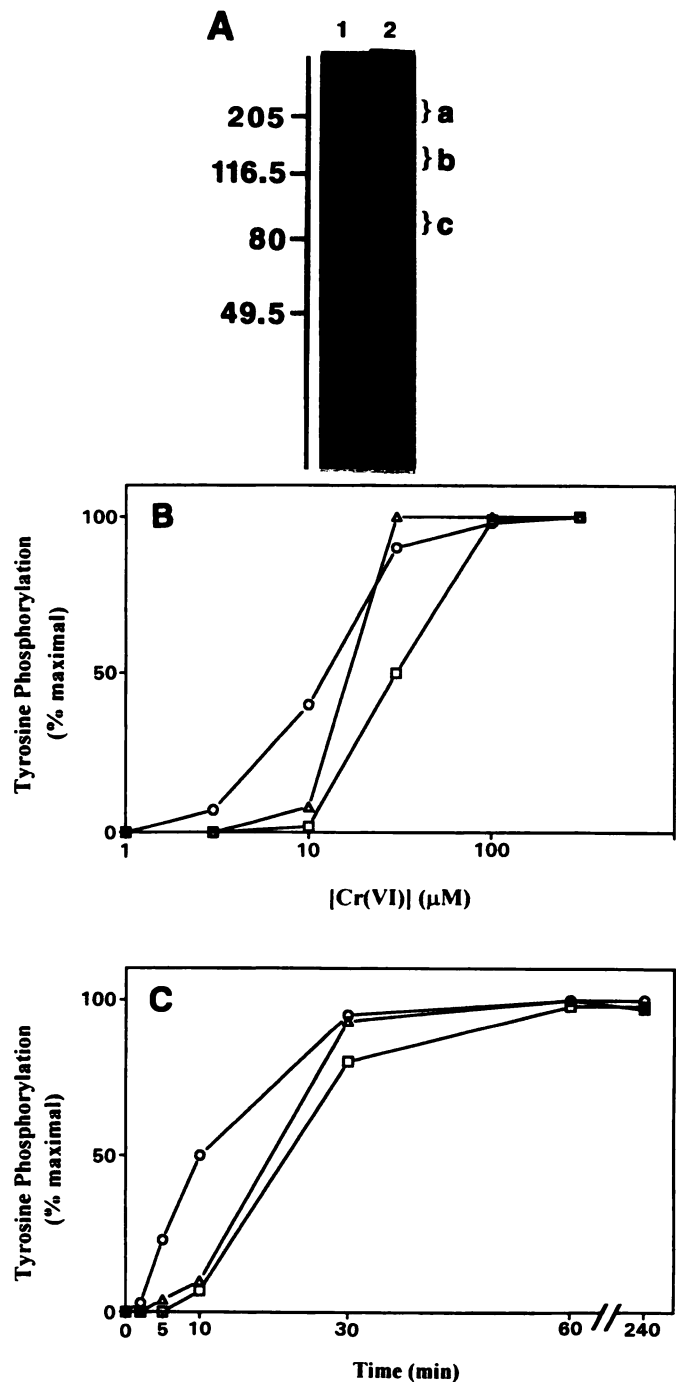 A
1 2
205
} a
116.5
} b
80
} c
49.5
B
Tyrosine Phosphorylation
(% maximal)
100
50
0
1 10 100
[Cr(VI)] (μM)
C
Tyrosine Phosphorylation
(% maximal)
100
50
0
0 5 10 30 60 240
Time (min)